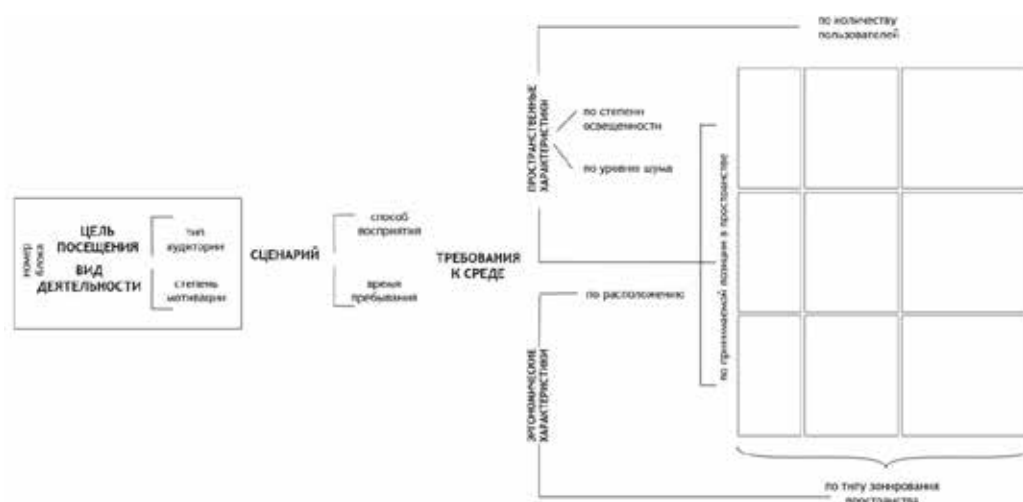 номер
блока
ЦЕЛЬ
ПОСЕЩЕНИЯ
ВИД
ДЕЯТЕЛЬНОСТИ
тип
аудитории
степень
мотивации
СЦЕНАРИЙ
способ
восприятия
время
пребывания
ТРЕБОВАНИЯ
К СРЕДЕ
ПРОСТРАНСТВЕННЫЕ
ХАРАКТЕРИСТИКИ
по степени
освещенности
по уровню шума
по расположению
ЭРГОНОМИЧЕСКИЕ
ХАРАКТЕРИСТИКИ
по количеству
пользователей
по принимаемой позиции в пространстве
по типу зонирования
пространства